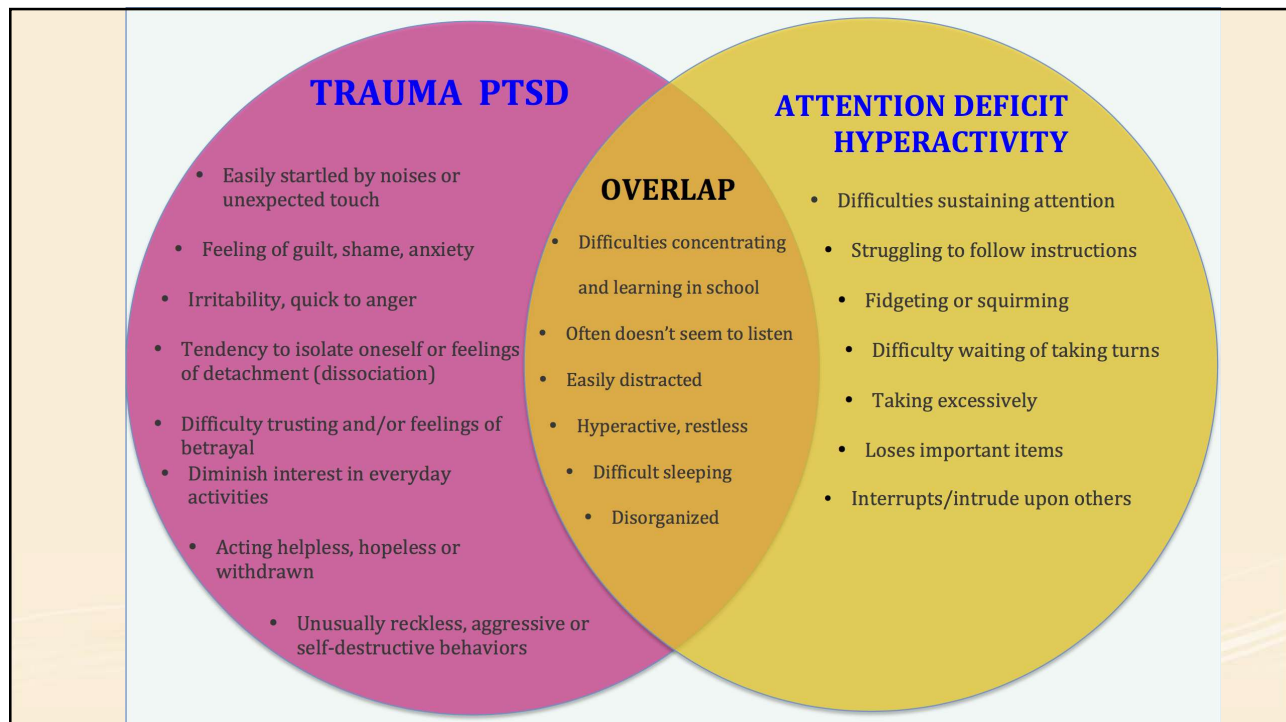 TRAUMA  PTSD
• Easily startled by noises or
unexpected touch
• Feeling of guilt, shame, anxiety
• Irritability, quick to anger
• Tendency to isolate oneself or feelings
of detachment (dissociation)
• Difficulty trusting and/or feelings of
betrayal
• Diminish interest in everyday
activities
• Acting helpless, hopeless or
withdrawn
• Unusually reckless, aggressive or
self-destructive behaviors
OVERLAP
• Difficulties concentrating
and learning in school
• Often doesn’t seem to listen
• Easily distracted
• Hyperactive, restless
• Difficult sleeping
• Disorganized
ATTENTION DEFICIT
HYPERACTIVITY
• Difficulties sustaining attention
• Struggling to follow instructions
• Fidgeting or squirming
• Difficulty waiting of taking turns
• Taking excessively
• Loses important items
• Interrupts/intrude upon others